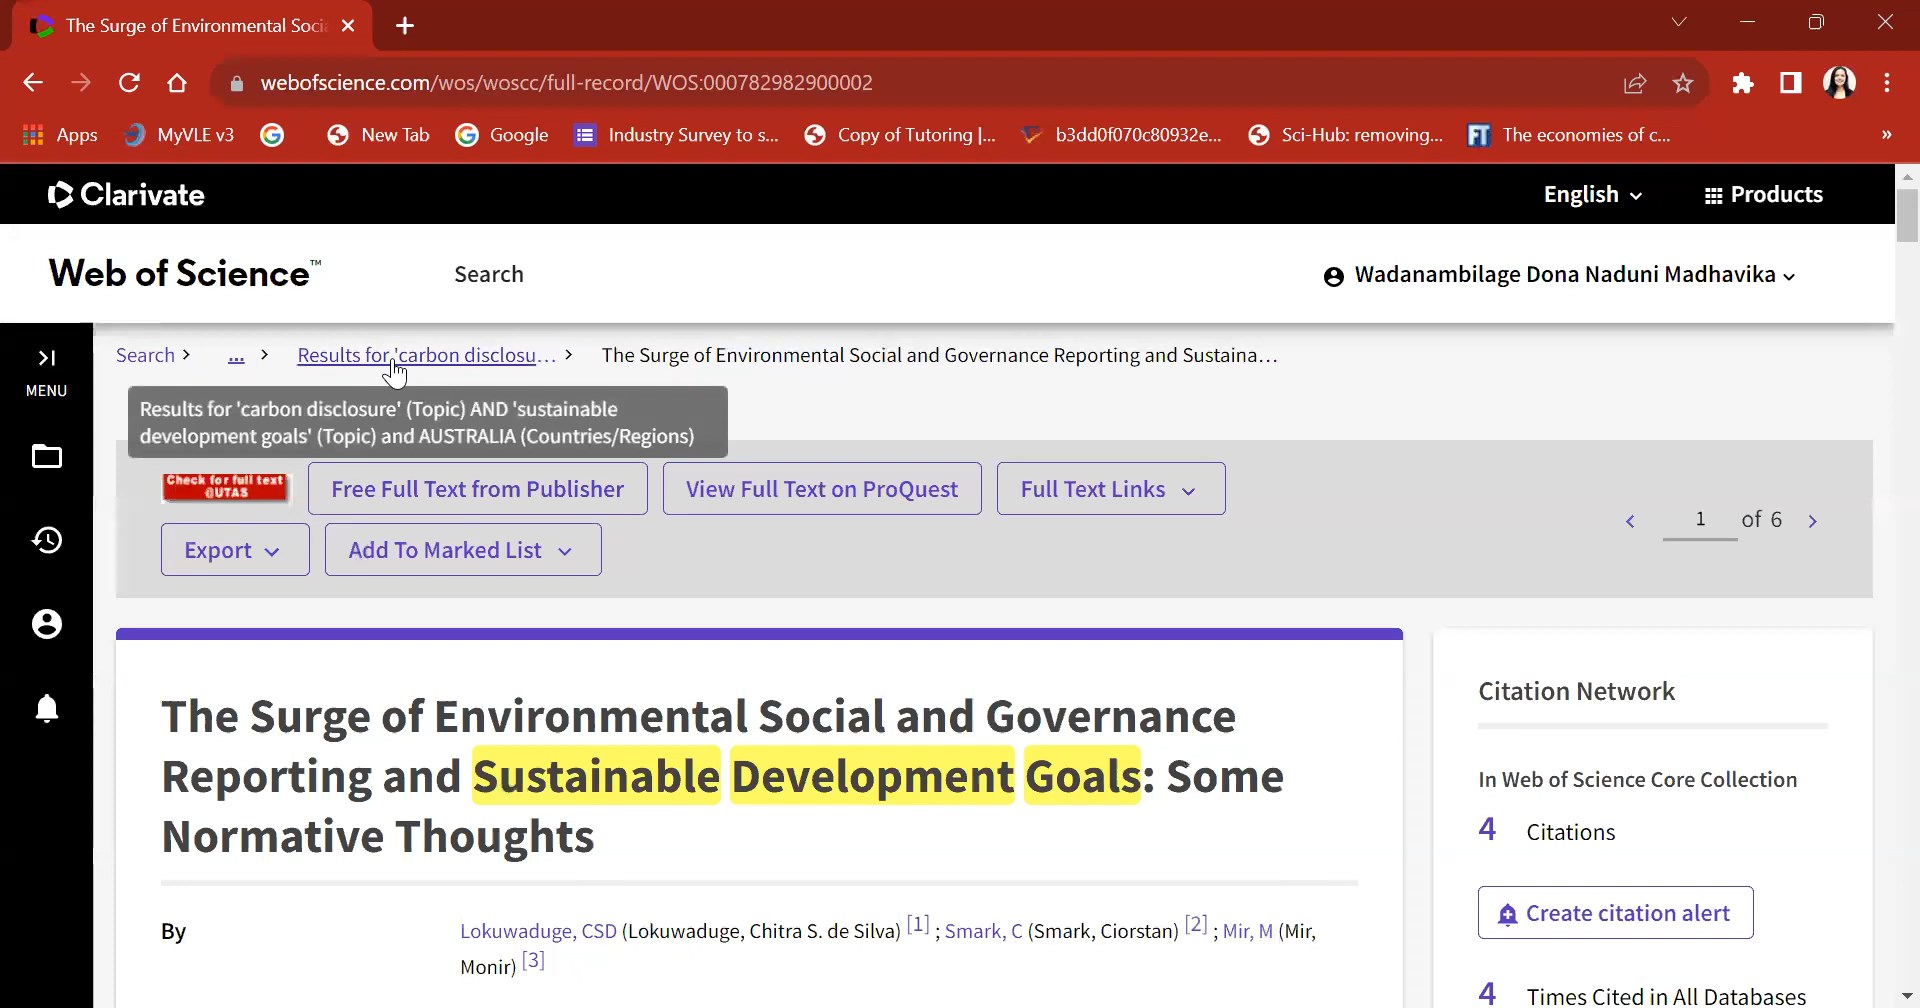 The Surge of Environmental Soci
webofscience.com/wos/woscc/full-record/WOS:000782982900002
Apps MyVLE v3 New Tab Google Industry Survey to s... Copy of Tutoring |... b3dd0f070c80932e... Sci-Hub: removing... FT The economies of c... »
Clarivate English Products
Web of Science™ Search Wadanambilage Dona Naduni Madhavika
MENU
Search > ... > Results for 'carbon disclosu... > The Surge of Environmental Social and Governance Reporting and Sustaina...
Results for 'carbon disclosure' (Topic) AND 'sustainable
development goals' (Topic) and AUSTRALIA (Countries/Regions)
Check for full text
@UTAS
Free Full Text from Publisher View Full Text on ProQuest Full Text Links
Export Add To Marked List
1 of 6
The Surge of Environmental Social and Governance
Reporting and Sustainable Development Goals: Some
Normative Thoughts
By
Lokuwaduge, CSD (Lokuwaduge, Chitra S. de Silva) [1] ; Smark, C (Smark, Ciorstan) [2] ; Mir, M (Mir,
Monir) [3]
Citation Network
In Web of Science Core Collection
4 Citations
Create citation alert
4 Times Cited in All Databases